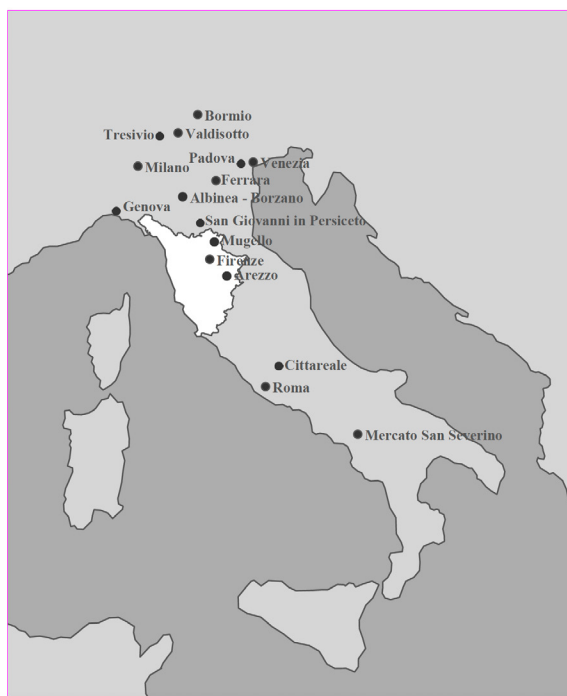 Bormio
Tresivio
Valdisotto
Padova
Venezia
Milano
Ferrara
Albinea - Borzano
Genova
San Giovanni in Persiceto
Mugello
Firenze
Arezzo
Cittareale
Roma
Mercato San Severino